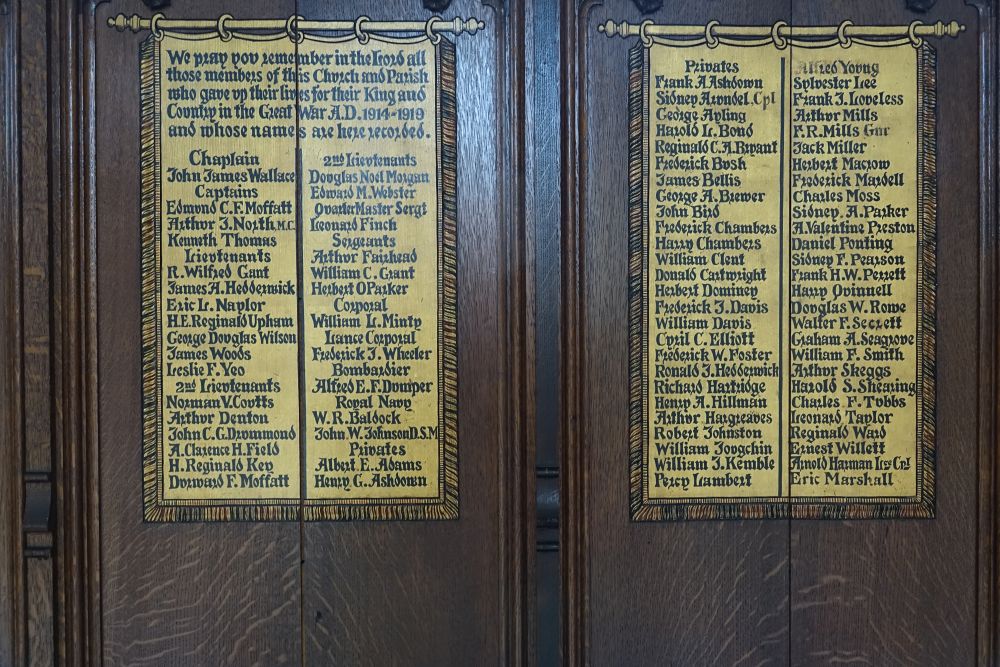 We pray you remember in the Lord all
those members of this Church and Parish
who gave up their lives for their King and
Country in the Great War A.D. 1914-1919
and whose names are here recorded.
Chaplain
John James Wallace
Captains
Edmund C.F. Moffatt
Arthur J. North, M.C.
Kenneth Thomas
Lieutenants
R. Wilfred Gant
James A. Hedderwick
Eric L. Naylor
H.E. Reginald Upham
George Douglas Wilson
James Woods
Leslie F. Yeo
2nd Lieutenants
Norman V. Coutts
Arthur Denton
John C.G. Drummond
A. Clarence H. Field
H. Reginald Key
Durward F. Moffatt
2nd Lieutenants
Douglas Noel Morgan
Edward M. Webster
QuarterMaster Sergt
Leonard Finch
Sergeants
Arthur Fairhead
William C. Grant
Herbert O Parker
Corporal
William L. Minty
Lance Corporal
Frederick J. Wheeler
Bombardier
Alfred E.F. Dumper
Royal Navy
W.R. Baldock
John. W. Johnson D.S.M
Privates
Albert E. Adams
Henry G. Ashdown
Privates
Frank A Ashdown
Sidney Arundel. Cpl
George Ayling
Harold L. Bond
Reginald C.A. Bryant
Frederick Bush
James Bellis
George A. Brewer
John Bird
Frederick Chambers
Harry Chambers
William Clent
Donald Cartwright
Herbert Dominey
Frederick J. Davis
William Davis
Cyril C. Elliott
Frederick W. Foster
Ronald J. Hedderwick
Richard Hartridge
Henry A. Hillman
Arthur Hargreaves
Robert Johnston
William Jougchin
William J. Kemble
Percy Lambert
Alfred Young
Sylvester Lee
Frank J. Loveless
Arthur Mills
F.R. Mills Gnr
Jack Miller
Herbert Macrow
Frederick Mardell
Charles Moss
Sidney. A. Parker
A. Valentine Preston
Daniel Ponting
Sidney F. Pearson
Frank H.W. Perrett
Harry Quinnell
Douglas W. Rowe
Walter F. Secrett
Graham A. Seagrove
William F. Smith
Arthur Skeggs
Harold S. Shearing
Charles F. Tubbs
Leonard Taylor
Reginald Ward
Ernest Willett
Arnold Harman Lce Cpl
Eric Marshall